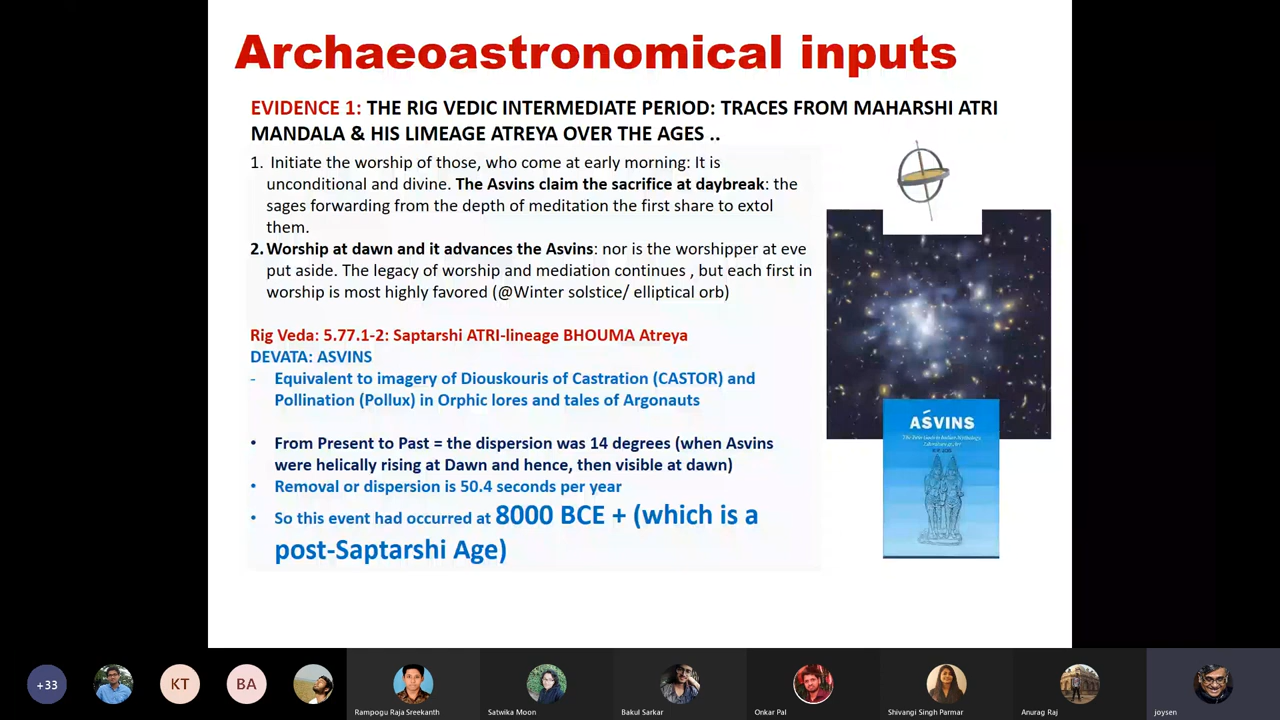 Archaeoastronomical inputs
EVIDENCE 1: THE RIG VEDIC INTERMEDIATE PERIOD: TRACES FROM MAHARSHI ATRI
MANDALA & HIS LIMEAGE ATREYA OVER THE AGES ..
1. Initiate the worship of those, who come at early morning: It is
unconditional and divine. The Asvins claim the sacrifice at daybreak: the
sages forwarding from the depth of meditation the first share to extol
them.
2. Worship at dawn and it advances the Asvins: nor is the worshipper at eve
put aside. The legacy of worship and mediation continues , but each first in
worship is most highly favored (@Winter solstice/ elliptical orb)
Rig Veda: 5.77.1-2: Saptarshi ATRI-lineage BHOUMA Atreya
DEVATA: ASVINS
- Equivalent to imagery of Diouskouris of Castration (CASTOR) and
Pollination (Pollux) in Orphic lores and tales of Argonauts
• From Present to Past = the dispersion was 14 degrees (when Asvins
were helically rising at Dawn and hence, then visible at dawn)
• Removal or dispersion is 50.4 seconds per year
• So this event had occurred at 8000 BCE + (which is a
post-Saptarshi Age)
AŚVINS
+33
KT
BA
Rampogu Raja Sreekanth
Satwika Moon
Bakul Sarkar
Onkar Pal
Shivangi Singh Parmar
Anurag Raj
joysen